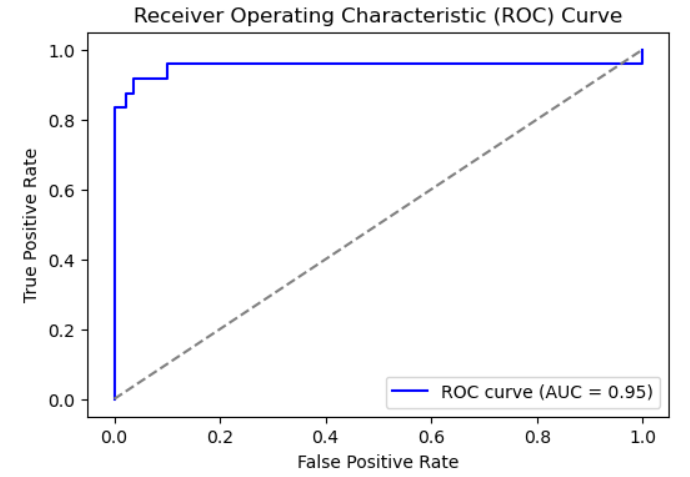 Receiver Operating Characteristic (ROC) Curve
1.0
0.8
0.6
0.4
0.2
0.0
True Positive Rate
ROC curve (AUC = 0.95)
0.0 0.2 0.4 0.6 0.8 1.0
False Positive Rate